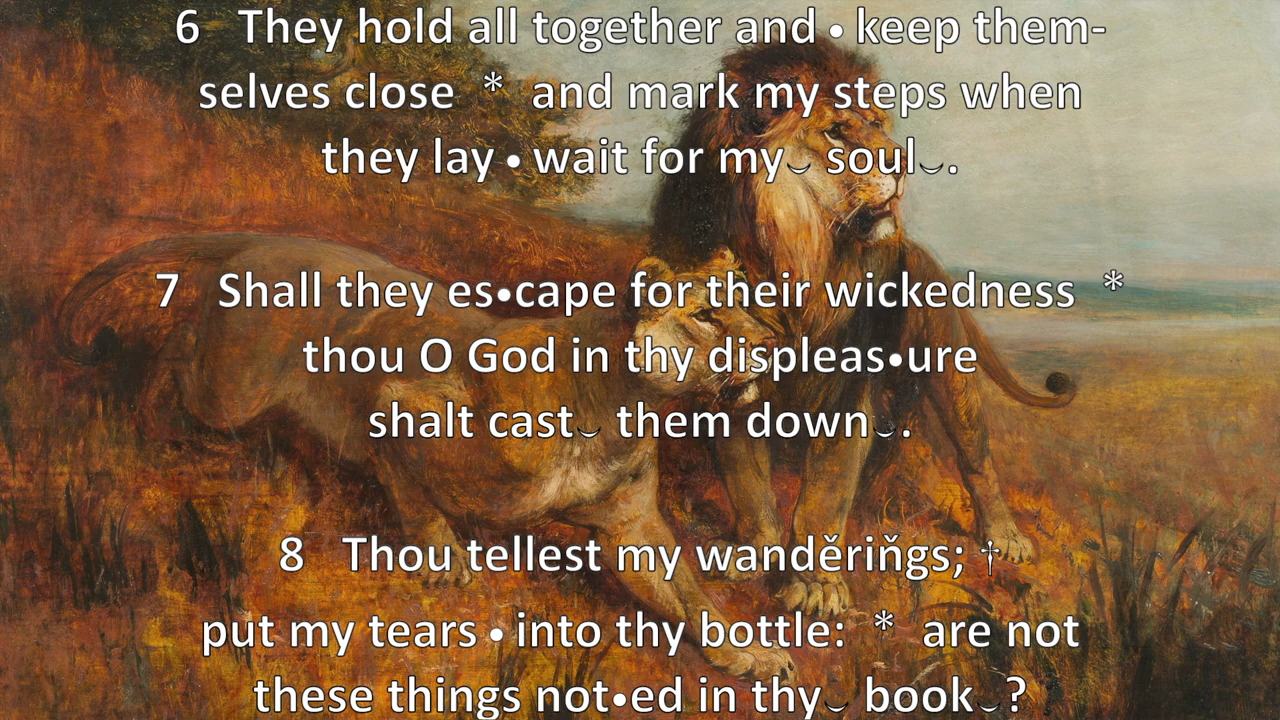 6 They hold all together and • keep them-
selves close * and mark my steps when
they lay • wait for my‿ soul‿.
7 Shall they es•cape for their wickedness *
thou O God in thy displeas•ure
shalt cast‿ them down‿.
8 Thou tellest my wanděriňgs; †
put my tears • into thy bottle: * are not
these things not•ed in thy‿ book‿?